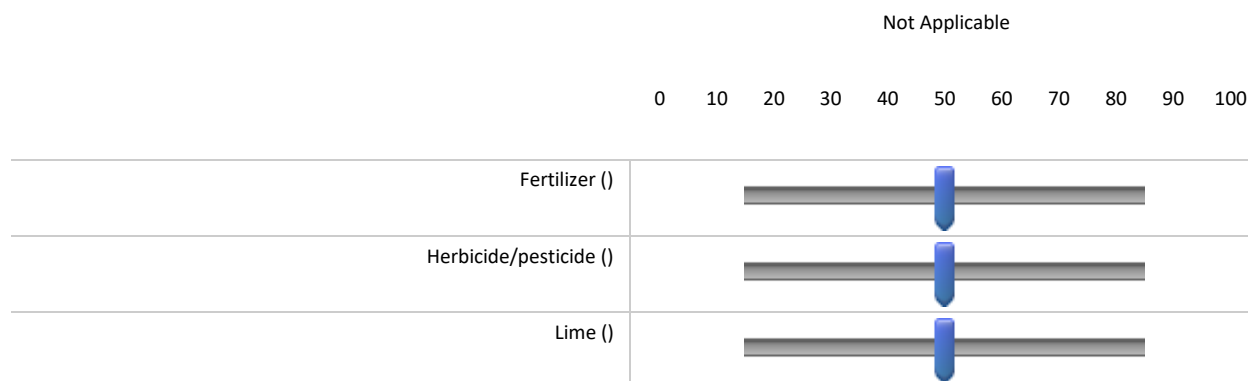 Not Applicable
0 10 20 30 40 50 60 70 80 90 100
Fertilizer ()
Herbicide/pesticide ()
Lime ()